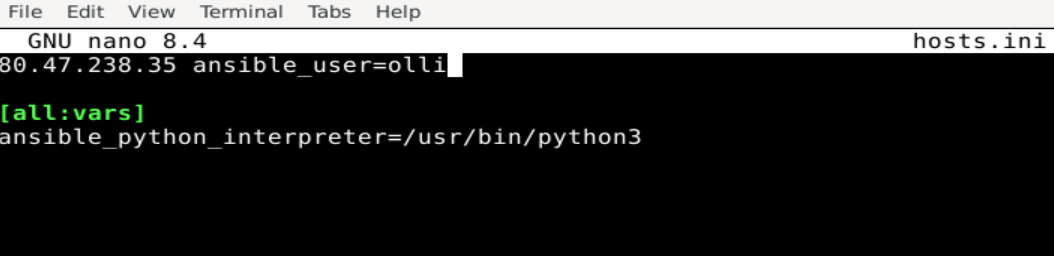 File Edit View Terminal Tabs Help
GNU nano 8.4 hosts.ini
80.47.238.35 ansible_user=olli
[all:vars]
ansible_python_interpreter=/usr/bin/python3